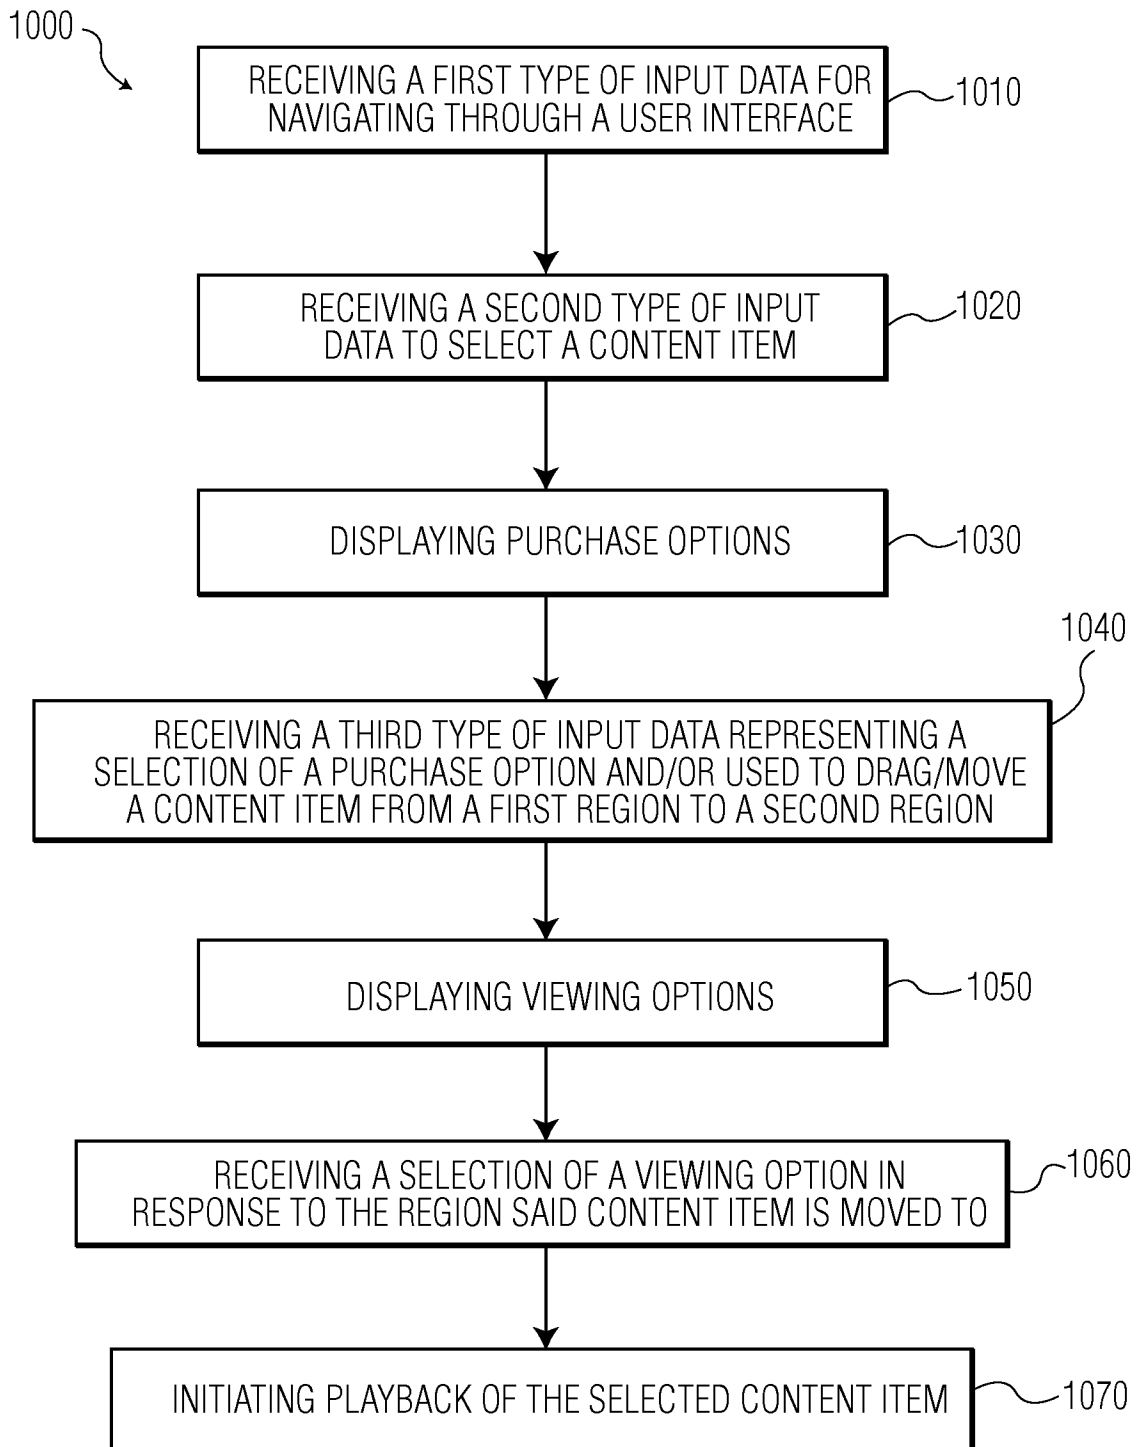 1000
RECEIVING A FIRST TYPE OF INPUT DATA FOR
NAVIGATING THROUGH A USER INTERFACE
1010
RECEIVING A SECOND TYPE OF INPUT
DATA TO SELECT A CONTENT ITEM
1020
DISPLAYING PURCHASE OPTIONS
1030
1040
RECEIVING A THIRD TYPE OF INPUT DATA REPRESENTING A
SELECTION OF A PURCHASE OPTION AND/OR USED TO DRAG/MOVE
A CONTENT ITEM FROM A FIRST REGION TO A SECOND REGION
DISPLAYING VIEWING OPTIONS
1050
RECEIVING A SELECTION OF A VIEWING OPTION IN
RESPONSE TO THE REGION SAID CONTENT ITEM IS MOVED TO
1060
INITIATING PLAYBACK OF THE SELECTED CONTENT ITEM
1070